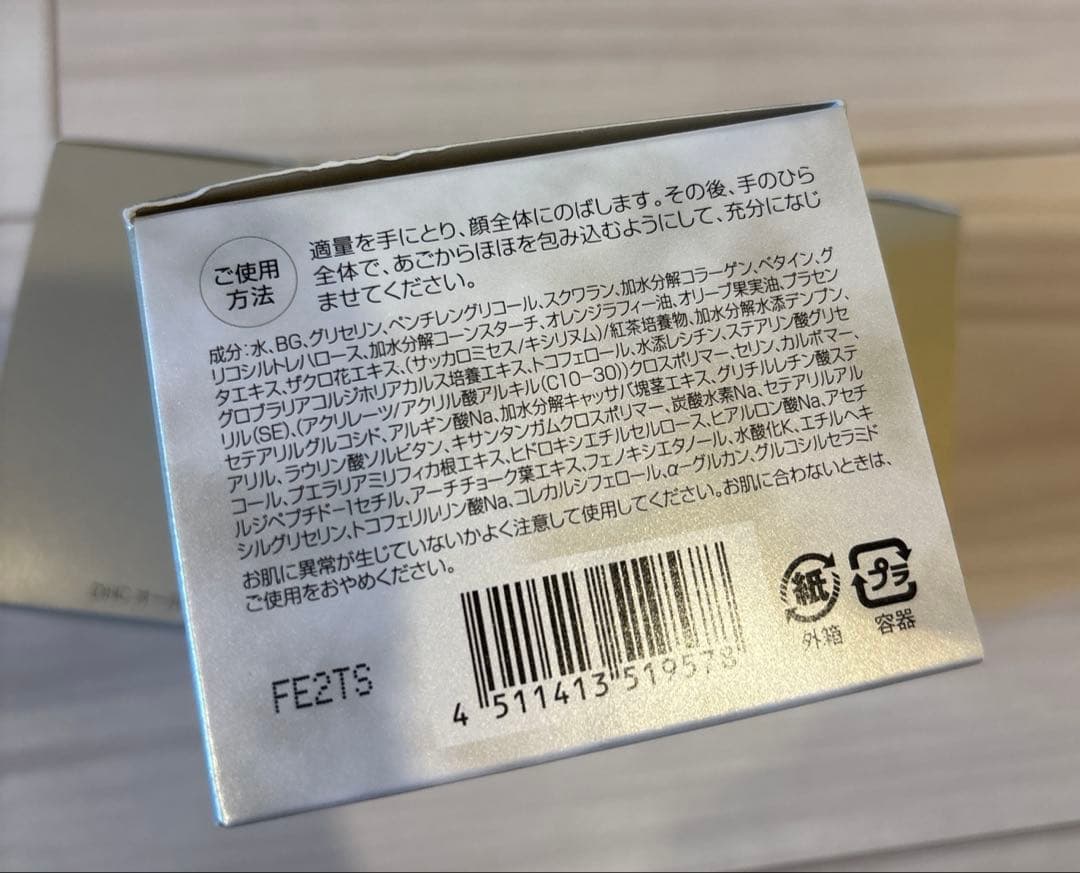 ご使用
方法
適量を手にとり、顔全体にのばします。その後、手のひら
全体で、あごからほほを包み込むようにして、充分になじ
ませてください。
成分：水、BG、グリセリン、ペンチレングリコール、スクワラン、加水分解コラーゲン、ベタイン、グ
リコシルトレハロース、加水分解コーンスターチ、オレンジラフィー油、オリーブ果実油、プラセン
タエキス、ザクロ花エキス、(サッカロミセス/キシリヌム)/紅茶培養物、加水分解水添デンプン、
グロブラリアコルジホリアカルス培養エキス、トコフェロール、水添レシチン、ステアリン酸グリセ
リル(SE)、(アクリレーツ/アクリル酸アルキル(C10-30))クロスポリマー、セリン、カルボマー、
セテアリルグルコシド、アルギン酸Na、加水分解キャッサバ塊茎エキス、グリチルレチン酸ステ
アリル、ラウリン酸ソルビタン、キサンタンガムクロスポリマー、炭酸水素Na、セテアリルアル
コール、プエラリアミリフィカ根エキス、ヒドロキシエチルセルロース、ヒアルロン酸Na、アセチ
ルジペプチド-1セチル、アーチチョーク葉エキス、フェノキシエタノール、水酸化K、エチルヘキ
シルグリセリン、トコフェリルリン酸Na、コレカルシフェロール、α-グルカン、グルコシルセラミド
お肌に異常が生じていないかよく注意して使用してください。お肌に合わないときは、
ご使用をおやめください。
紙
外箱
プラ
容器
FE2TS
4 511413 519578
DHC